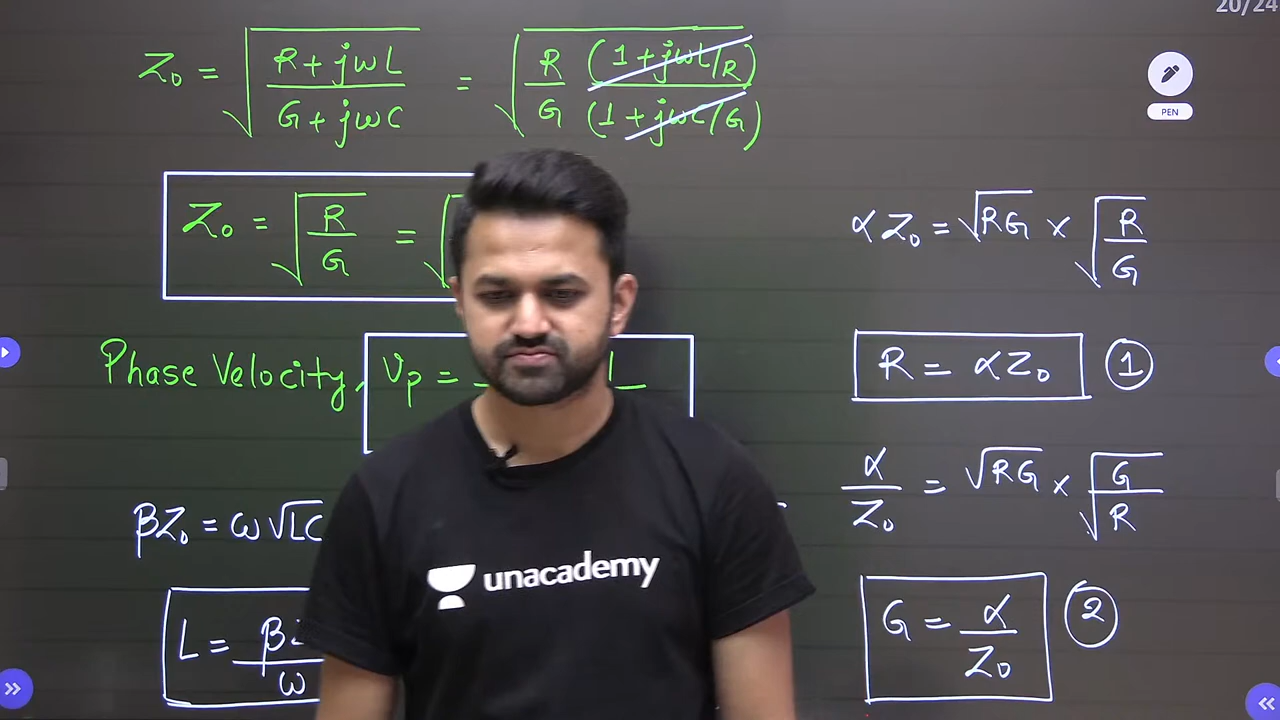 20/24
Z₀ = √((R + jωL)/(G + jωC)) = √((R/G) (1 + jωL/R)/(1 + jωC/G))
PEN
Z₀ = √(R/G) = √
αZ₀ = √RG × √(R/G)
Phase Velocity, Vp =
R = αZ₀ ①
α/Z₀ = √RG × √(G/R)
βZ₀ = ω√LC
unacademy
L = βZ/ω
G = α/Z₀ ②